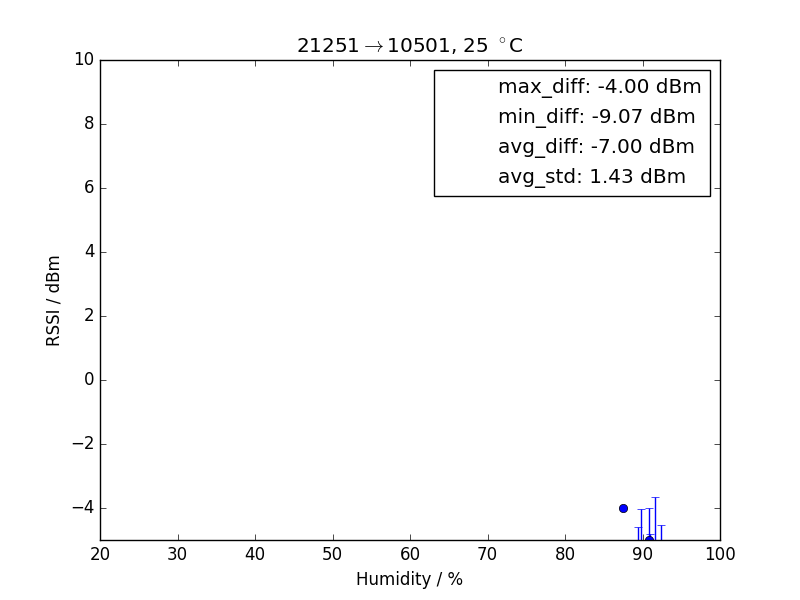 21251→10501, 25 °C
max_diff: -4.00 dBm
min_diff: -9.07 dBm
avg_diff: -7.00 dBm
avg_std: 1.43 dBm
RSSI / dBm
10
8
6
4
2
0
−2
−4
20 30 40 50 60 70 80 90 100
Humidity / %